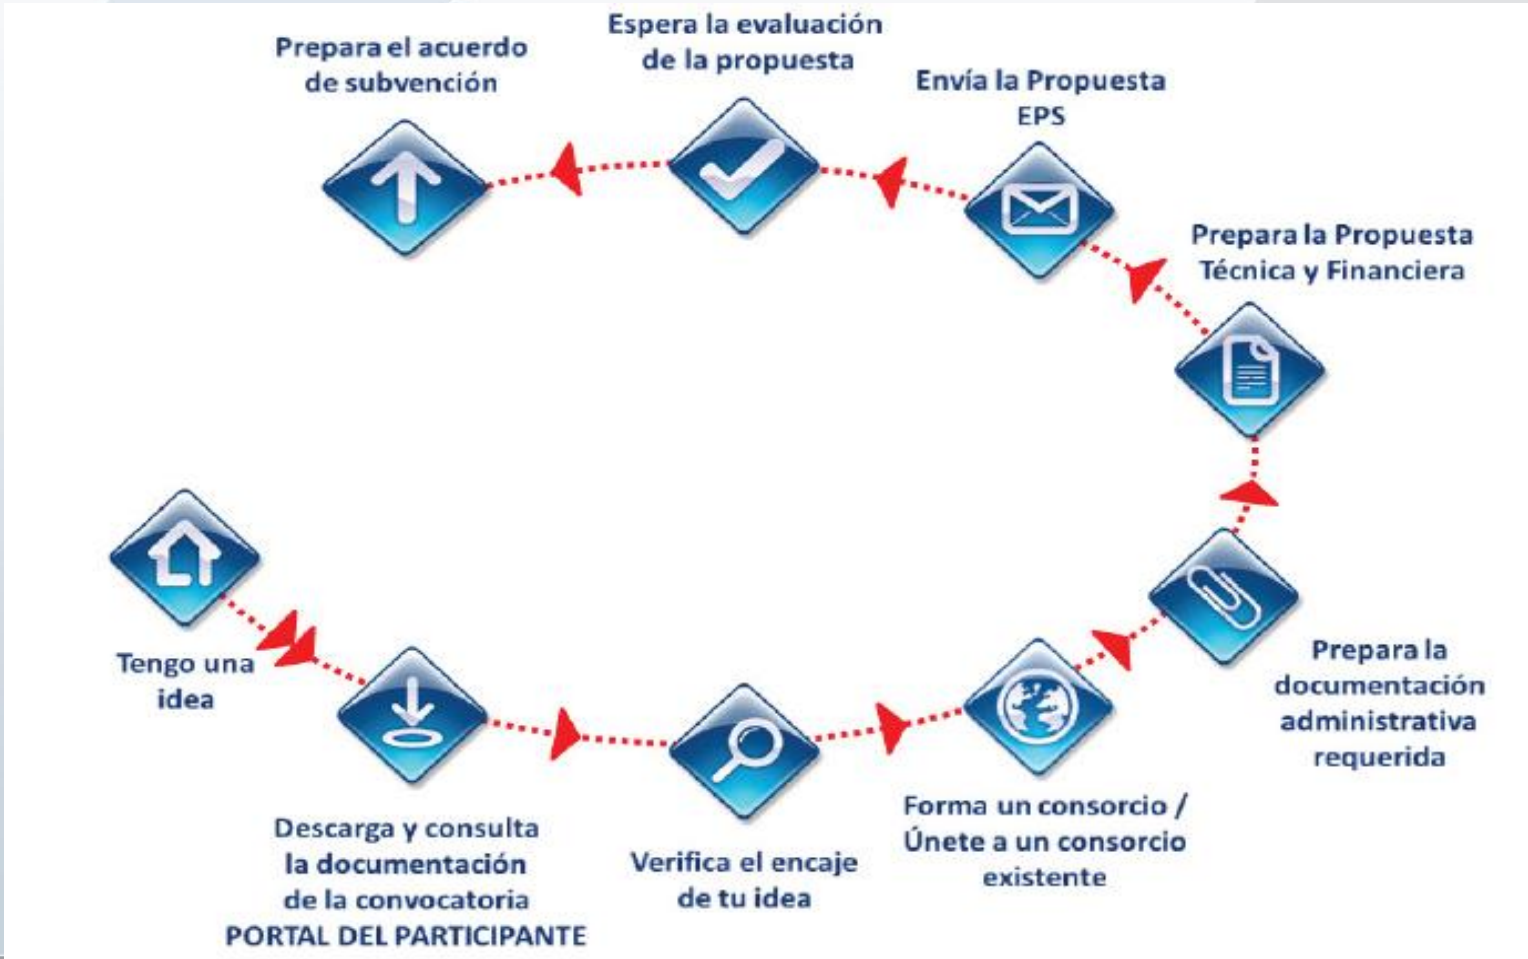 Prepara el acuerdo
de subvención
Espera la evaluación
de la propuesta
Envía la Propuesta
EPS
Prepara la Propuesta
Técnica y Financiera
Tengo una
idea
Descarga y consulta
la documentación
de la convocatoria
PORTAL DEL PARTICIPANTE
Verifica el encaje
de tu idea
Forma un consorcio /
Únete a un consorcio
existente
Prepara la
documentación
administrativa
requerida